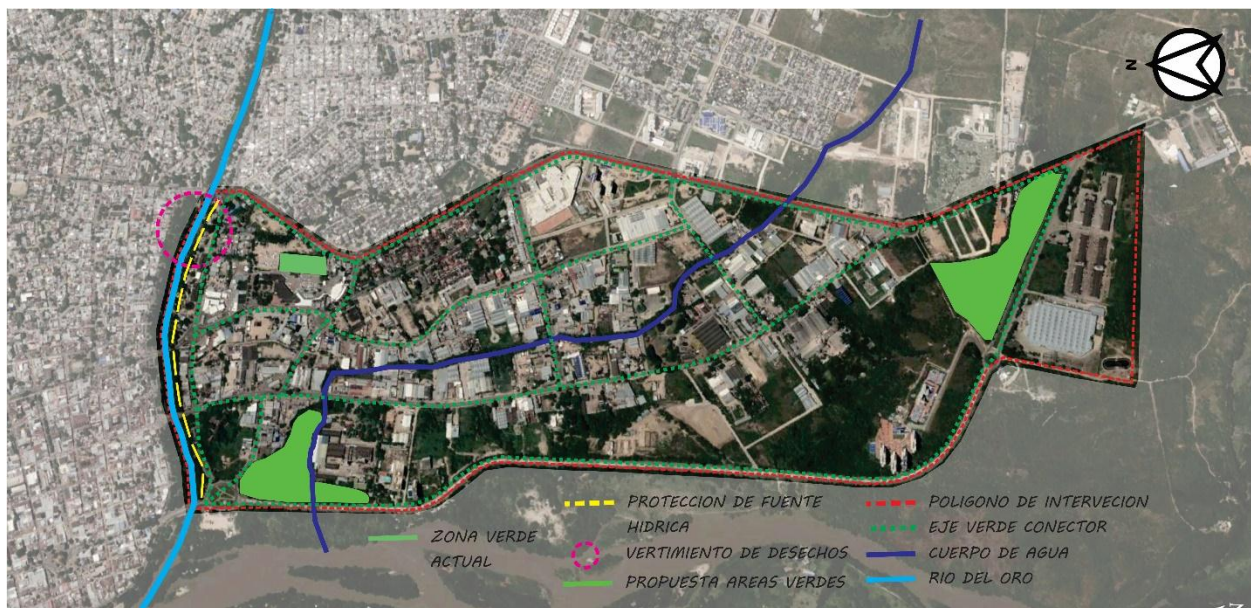 N
ZONA VERDE
ACTUAL
PROTECCION DE FUENTE
HIDRICA
VERTIMIENTO DE DESECHOS
PROPUESTA AREAS VERDES
POLIGONO DE INTERVECION
EJE VERDE CONECTOR
CUERPO DE AGUA
RIO DEL ORO